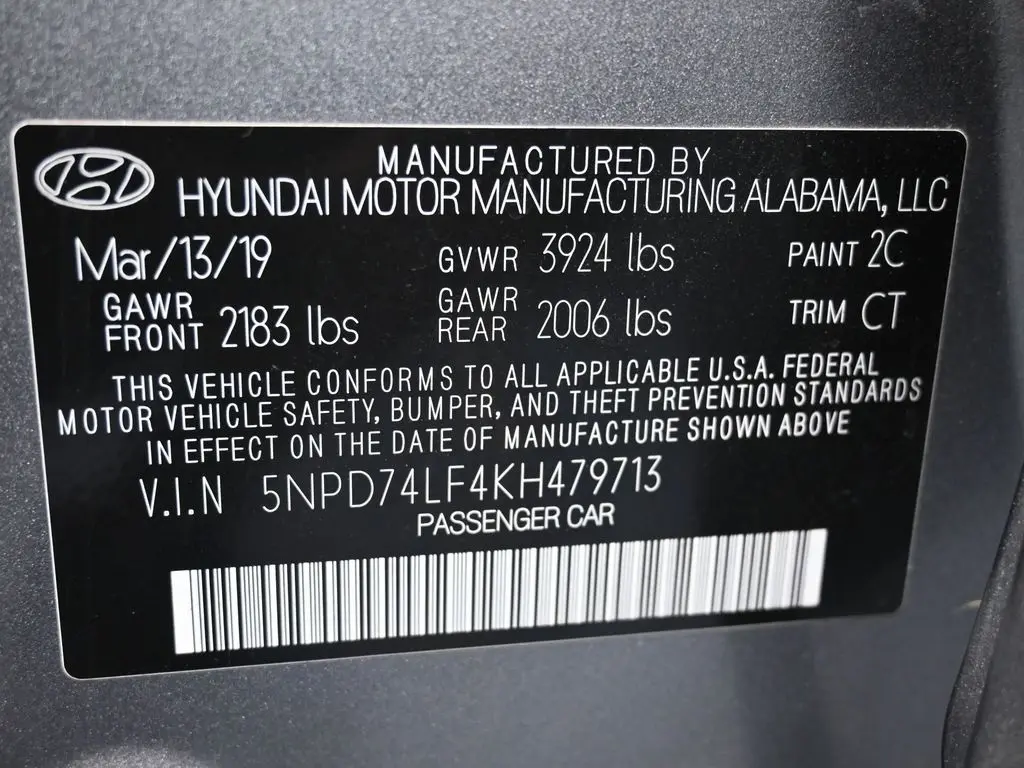 MANUFACTURED BY
HYUNDAI MOTOR MANUFACTURING ALABAMA, LLC
Mar/13/19 GVWR 3924 lbs PAINT 2C
GAWR FRONT 2183 lbs GAWR REAR 2006 lbs TRIM CT
THIS VEHICLE CONFORMS TO ALL APPLICABLE U.S.A. FEDERAL
MOTOR VEHICLE SAFETY, BUMPER, AND THEFT PREVENTION STANDARDS
IN EFFECT ON THE DATE OF MANUFACTURE SHOWN ABOVE
V.I.N 5NPD74LF4KH479713
PASSENGER CAR